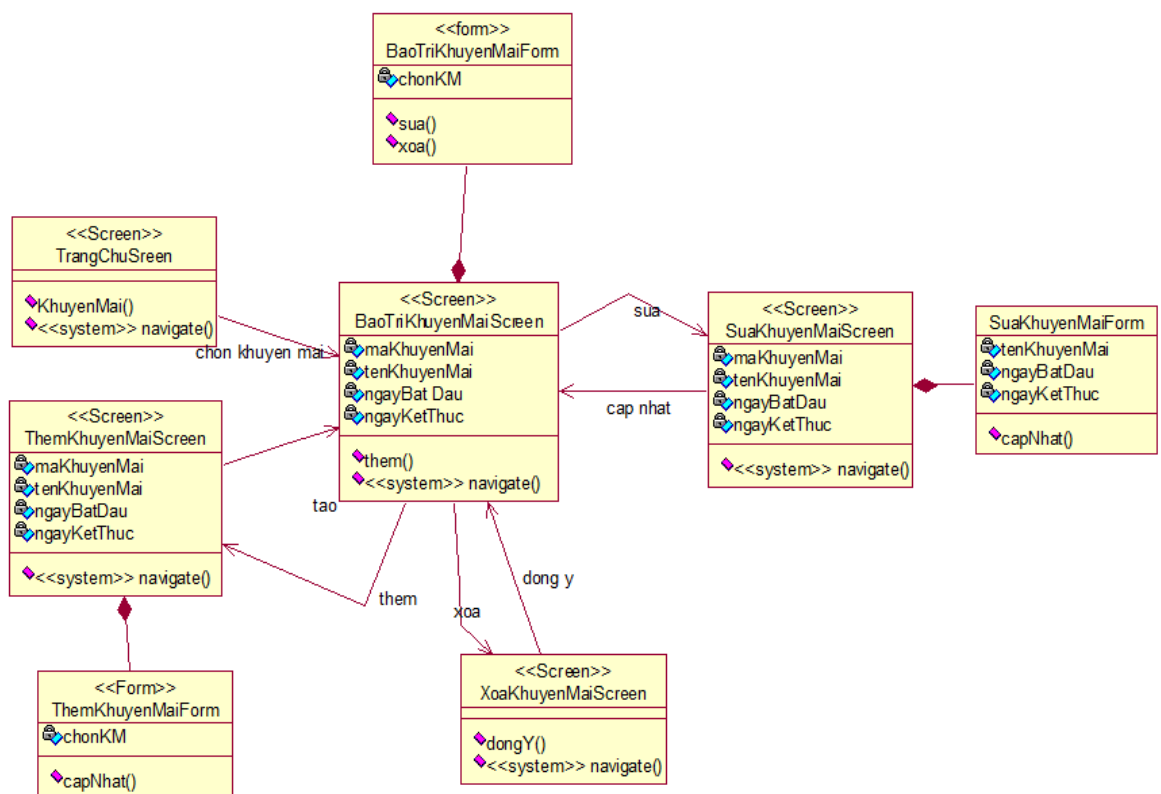 <<form>>
BaoTriKhuyenMaiForm
chonKM
sua()
xoa()
<<Screen>>
TrangChuSreen
KhuyenMai()
<<system>> navigate()
chon khuyen mai
<<Screen>>
BaoTriKhuyenMaiScreen
maKhuyenMai
tenKhuyenMai
ngayBat Dau
ngayKetThuc
them()
<<system>> navigate()
sua
cap nhat
<<Screen>>
SuaKhuyenMaiScreen
maKhuyenMai
tenKhuyenMai
ngayBatDau
ngayKetThuc
<<system>> navigate()
SuaKhuyenMaiForm
tenKhuyenMai
ngayBatDau
ngayKetThuc
capNhat()
<<Screen>>
ThemKhuyenMaiScreen
maKhuyenMai
tenKhuyenMai
ngayBatDau
ngayKetThuc
<<system>> navigate()
tao
them
xoa
dong y
<<Form>>
ThemKhuyenMaiForm
chonKM
capNhat()
<<Screen>>
XoaKhuyenMaiScreen
dongY()
<<system>> navigate()